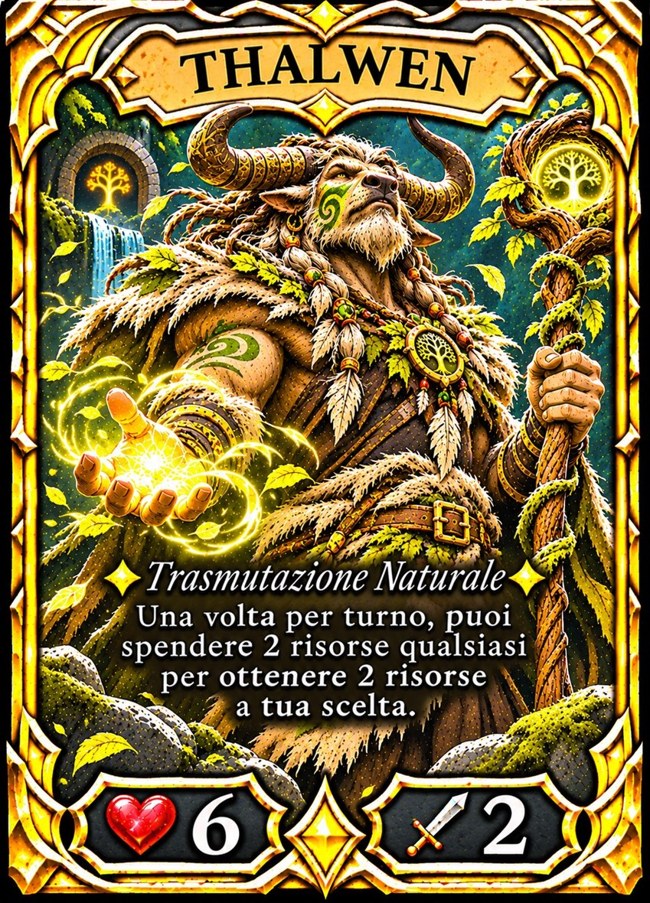 THALWEN
Trasmutazione Naturale
Una volta per turno, puoi
spendere 2 risorse qualsiasi
per ottenere 2 risorse
a tua scelta.
6 2